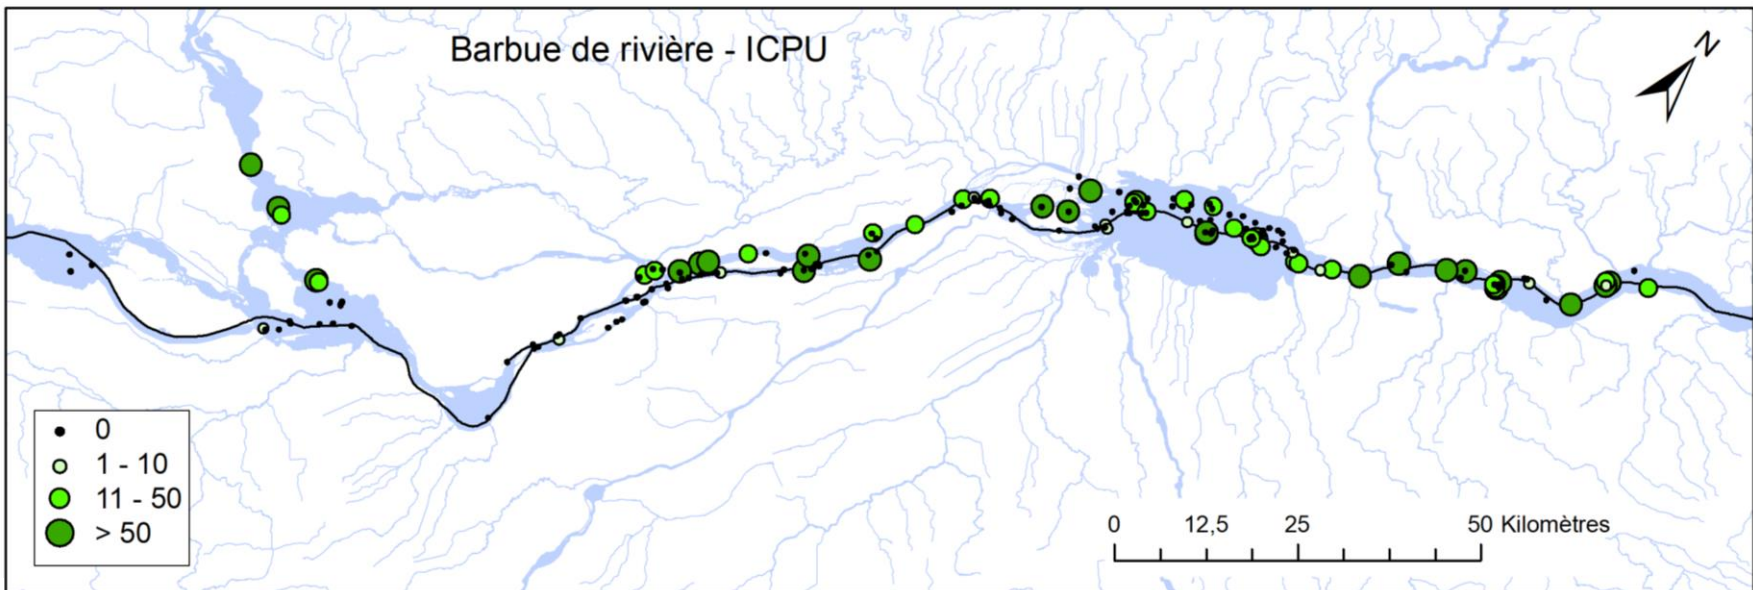 Barbue de rivière - ICPU
N
0
1 - 10
11 - 50
> 50
0 12,5 25 50 Kilomètres